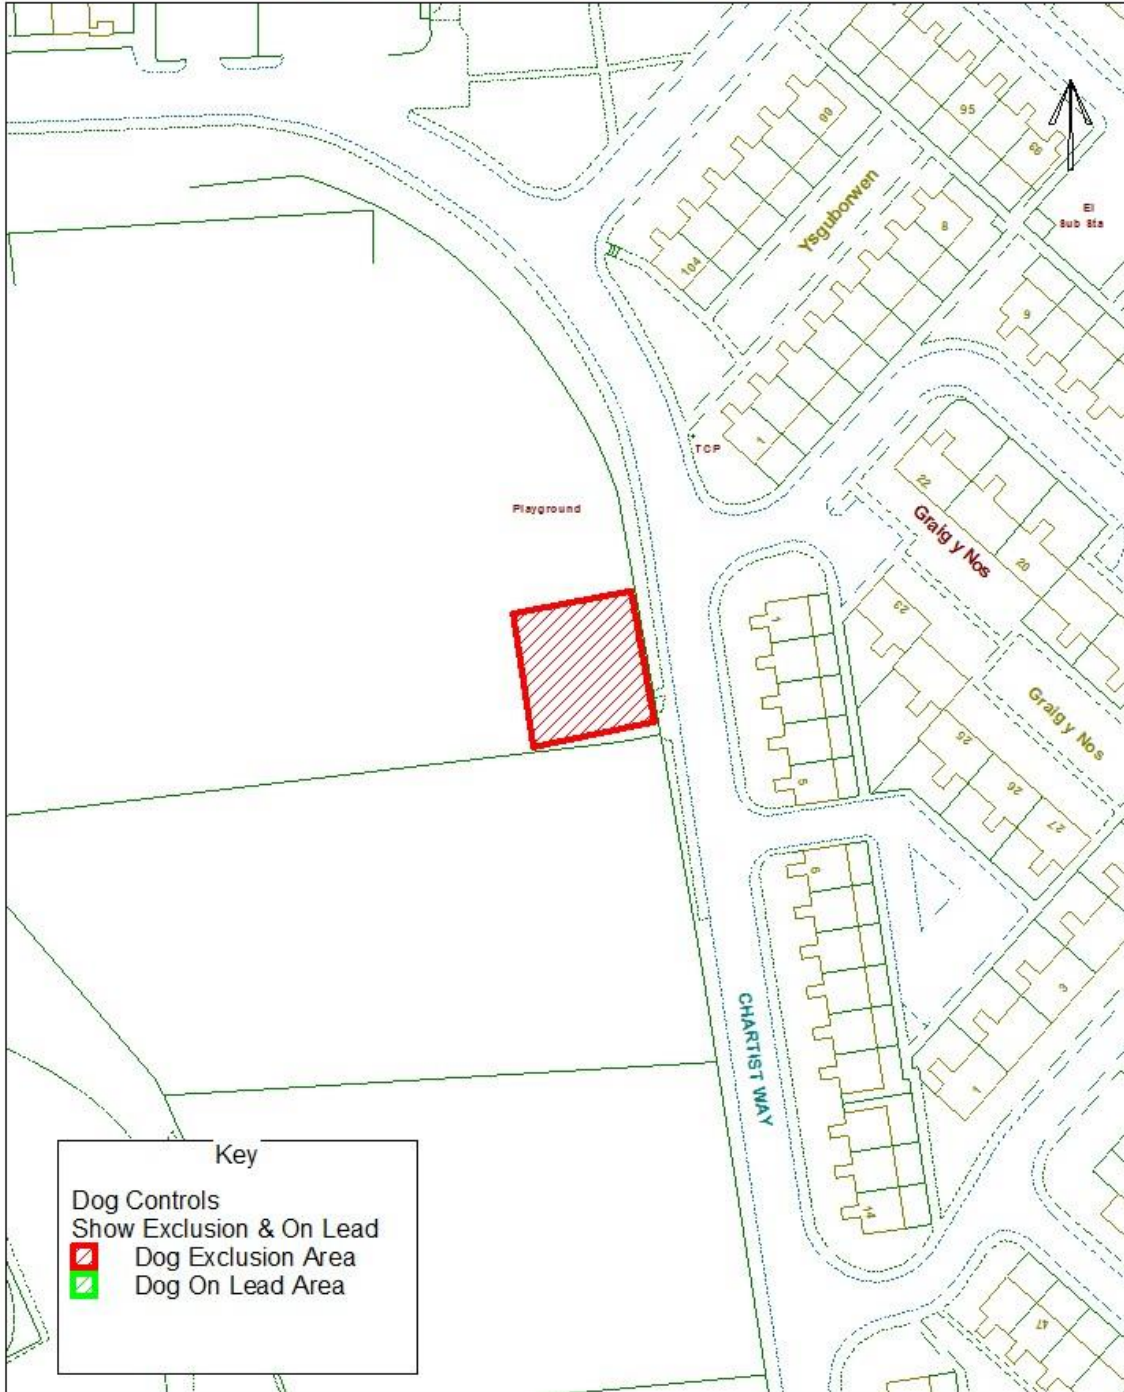 95
99
99
8
104
Ysguborwen
El
Sub Sta
9
1
TCP
22
Graig y Nos
20
Playground
23
1
Graig y Nos
25
26
27
5
6
3
1
CHARTIST WAY
14
47
Key
Dog Controls
Show Exclusion & On Lead
Dog Exclusion Area
Dog On Lead Area